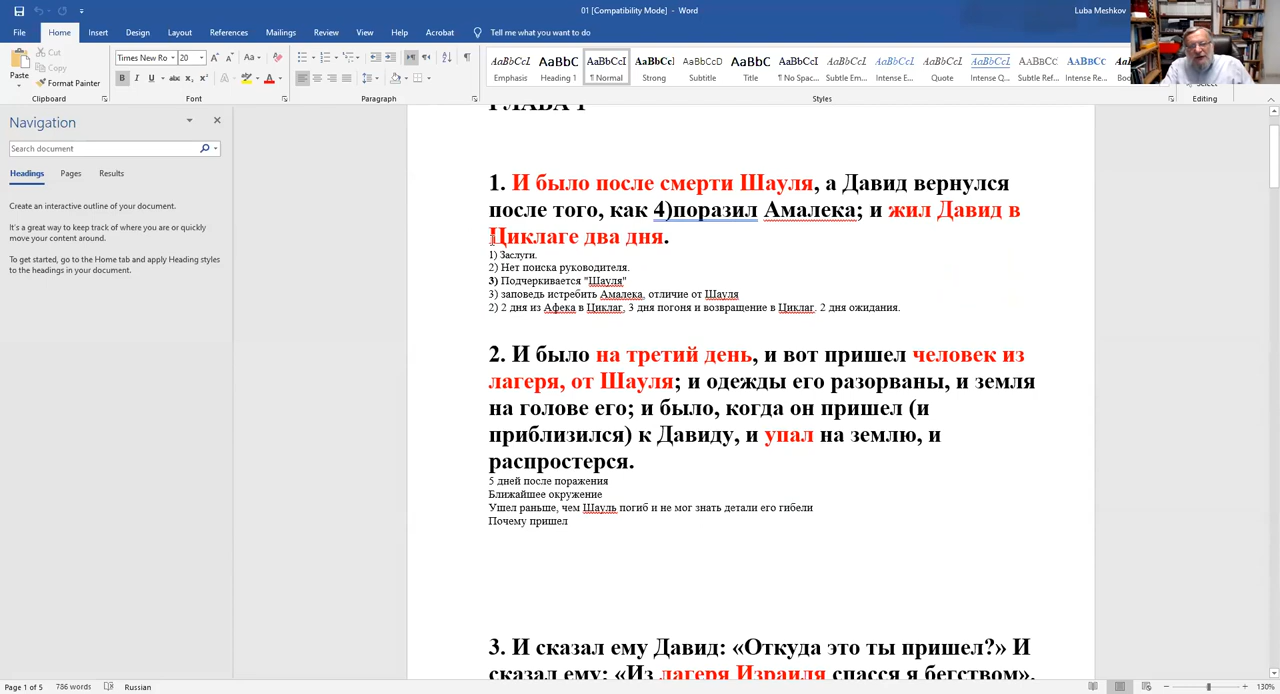 01 [Compatibility Mode] - Word
Luba Meshkov
File Home Insert Design Layout References Mailings Review View Help Acrobat Tell me what you want to do
Paste
Cut
Copy
Format Painter
Clipboard
Times New Ro 20
Font
Paragraph
AaBbCcL AaBbC AaBbCcI AaBbCc AaBbCcD AaBbC AaBbCcI AaBbCcL AaBbCcL AaBbCcL AaBbCcL AABBCC AABBCC
Emphasis Heading 1 ¶ Normal Strong Subtitle Title ¶ No Spac... Subtle Em... Intense E... Quote Intense Q... Subtle Ref... Intense Re...
Styles
Editing
Navigation
Search document
Headings Pages Results
Create an interactive outline of your document.
It's a great way to keep track of where you are or quickly
move your content around.
To get started, go to the Home tab and apply Heading styles
to the headings in your document.
ГЛАВА 1
1. И было после смерти Шауля, а Давид вернулся
после того, как 4)поразил Амалека; и жил Давид в
Циклаге два дня.
1) Заслуги.
2) Нет поиска руководителя.
3) Подчеркивается "Шауля"
3) заповедь истребить Амалека, отличие от Шауля
2) 2 дня из Афека в Циклаг, 3 дня погоня и возвращение в Циклаг. 2 дня ожидания.
2. И было на третий день, и вот пришел человек из
лагеря, от Шауля; и одежды его разорваны, и земля
на голове его; и было, когда он пришел (и
приблизился) к Давиду, и упал на землю, и
распростерся.
5 дней после поражения
Ближайшее окружение
Ушел раньше, чем Шауль погиб и не мог знать детали его гибели
Почему пришел
3. И сказал ему Давид: «Откуда это ты пришел?» И
сказал ему: «Из лагеря Израиля спасся я бегством».
Page 1 of 5 786 words Russian 130%